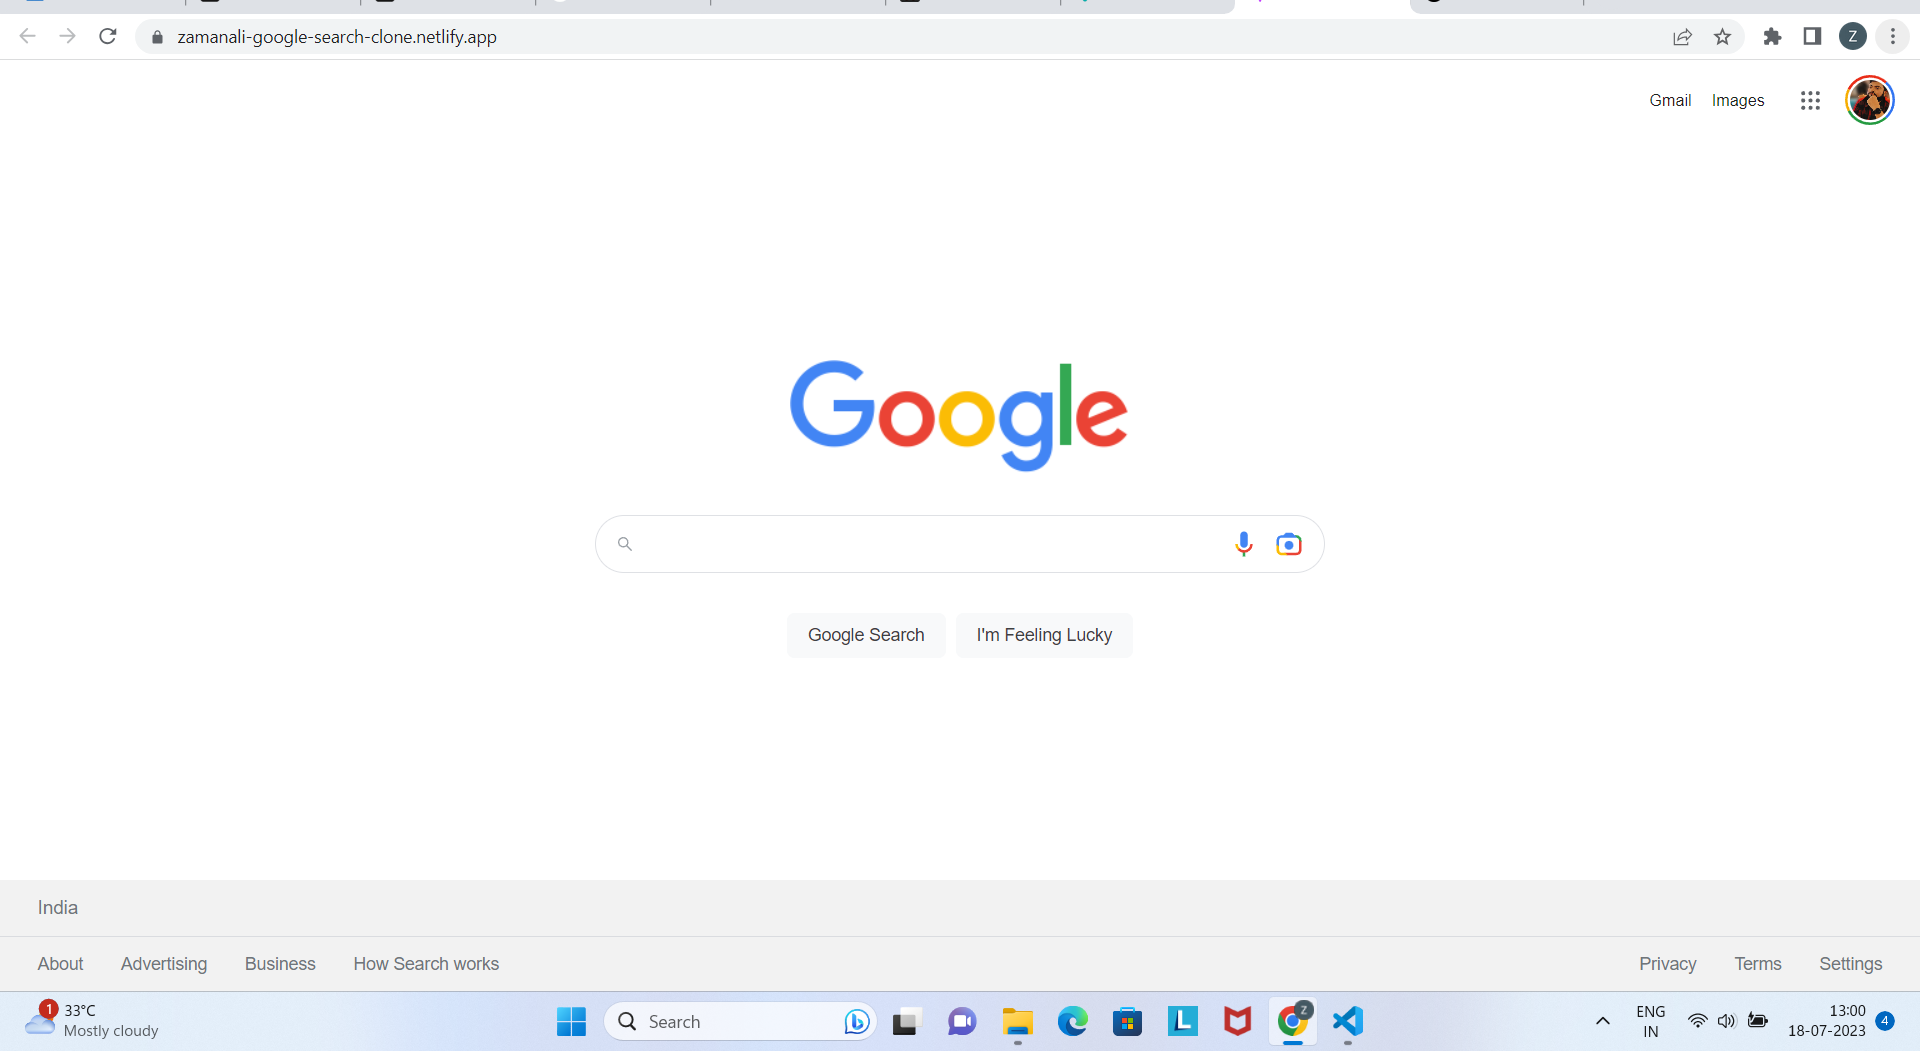 zamanali-google-search-clone.netlify.app
Z
Gmail Images
Google
Google Search I'm Feeling Lucky
India
About Advertising Business How Search works
Privacy Terms Settings
1
33°C
Mostly cloudy
Search
L
Z
ENG
IN
13:00
18-07-2023
4